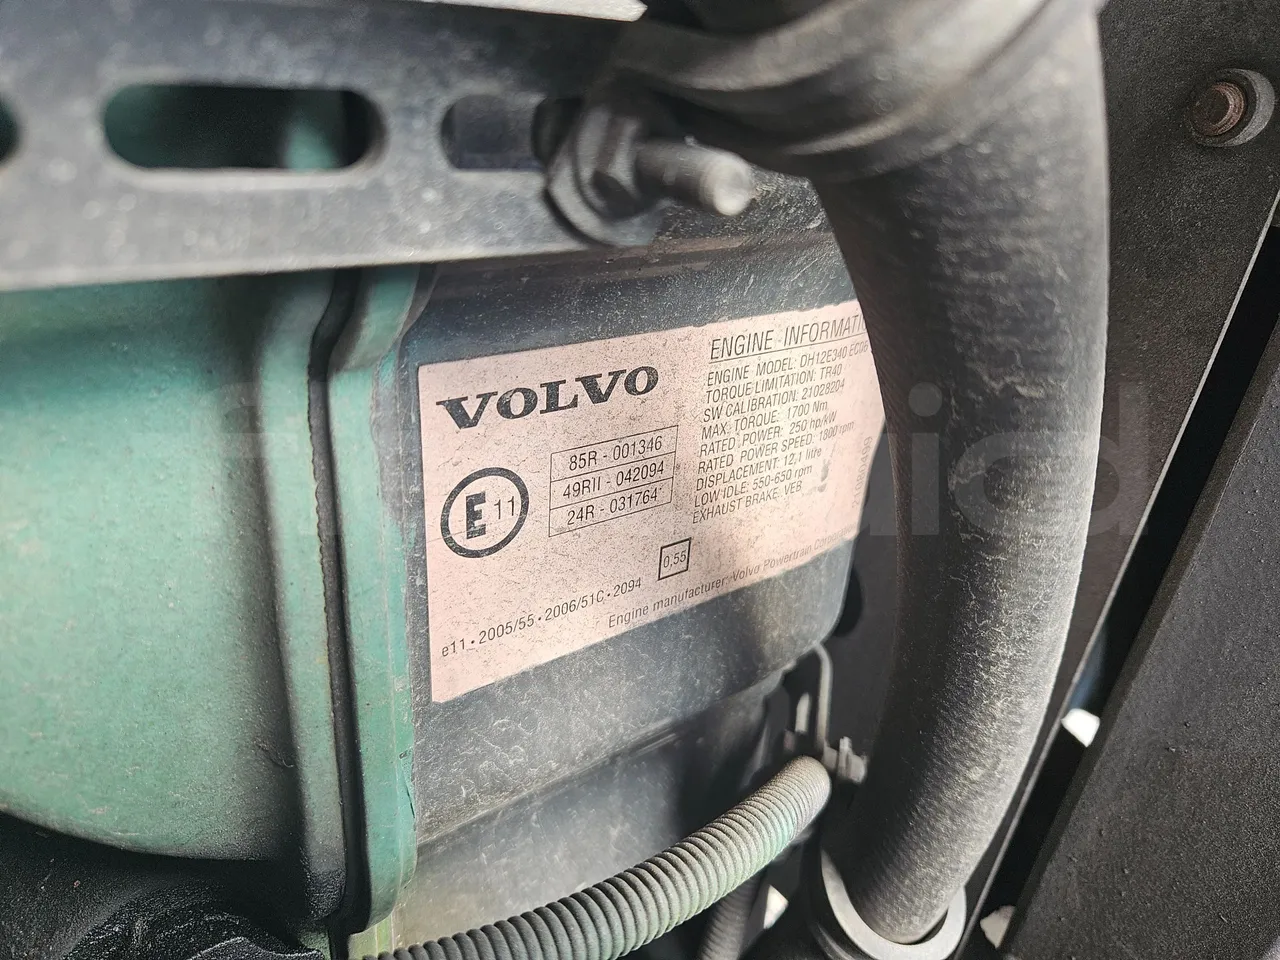 VOLVO
85R - 001346
49RII - 042094
24R - 031764
E 11
0,55
e11 • 2005/55 • 2006/51C • 2094
Engine manufacturer: Volvo Powertrain
ENGINE INFORMATI
ENGINE MODEL: DH12E340 EC06
TORQUE LIMITATION: TR40
SW CALIBRATION: 21028204
MAX. TORQUE: 1700 Nm
RATED POWER: 250 hp/kW
RATED POWER SPEED: 1800 rpm
DISPLACEMENT: 12,1 litre
LOW IDLE: 550-650 rpm
EXHAUST BRAKE: VEB